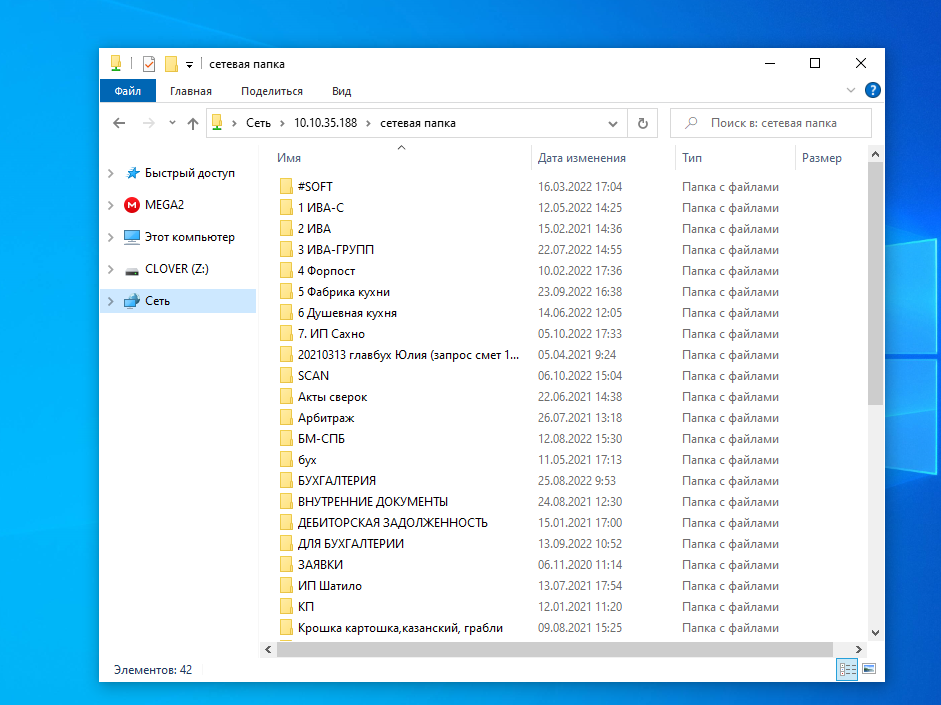 сетевая папка
Файл Главная Поделиться Вид
Сеть 10.10.35.188 сетевая папка Поиск в: сетевая папка
Имя Дата изменения Тип Размер
Быстрый доступ
MEGA2
Этот компьютер
CLOVER (Z:)
Сеть
#SOFT 16.03.2022 17:04 Папка с файлами
1 ИВА-С 12.05.2022 14:25 Папка с файлами
2 ИВА 15.02.2021 14:36 Папка с файлами
3 ИВА-ГРУПП 22.07.2022 14:55 Папка с файлами
4 Форпост 10.02.2022 17:36 Папка с файлами
5 Фабрика кухни 23.09.2022 16:38 Папка с файлами
6 Душевная кухня 14.06.2022 12:05 Папка с файлами
7. ИП Сахно 05.10.2022 17:33 Папка с файлами
20210313 главбух Юлия (запрос смет 1... 05.04.2021 9:24 Папка с файлами
SCAN 06.10.2022 15:04 Папка с файлами
Акты сверок 22.06.2021 14:38 Папка с файлами
Арбитраж 26.07.2021 13:18 Папка с файлами
БМ-СПБ 12.08.2022 15:30 Папка с файлами
бух 11.05.2021 17:13 Папка с файлами
БУХГАЛТЕРИЯ 25.08.2022 9:53 Папка с файлами
ВНУТРЕННИЕ ДОКУМЕНТЫ 24.08.2021 12:30 Папка с файлами
ДЕБИТОРСКАЯ ЗАДОЛЖЕННОСТЬ 15.01.2021 17:00 Папка с файлами
ДЛЯ БУХГАЛТЕРИИ 13.09.2022 10:52 Папка с файлами
ЗАЯВКИ 06.11.2020 11:14 Папка с файлами
ИП Шатило 13.07.2021 17:54 Папка с файлами
КП 12.01.2021 11:20 Папка с файлами
Крошка картошка,казанский, грабли 09.08.2021 15:25 Папка с файлами
Элементов: 42